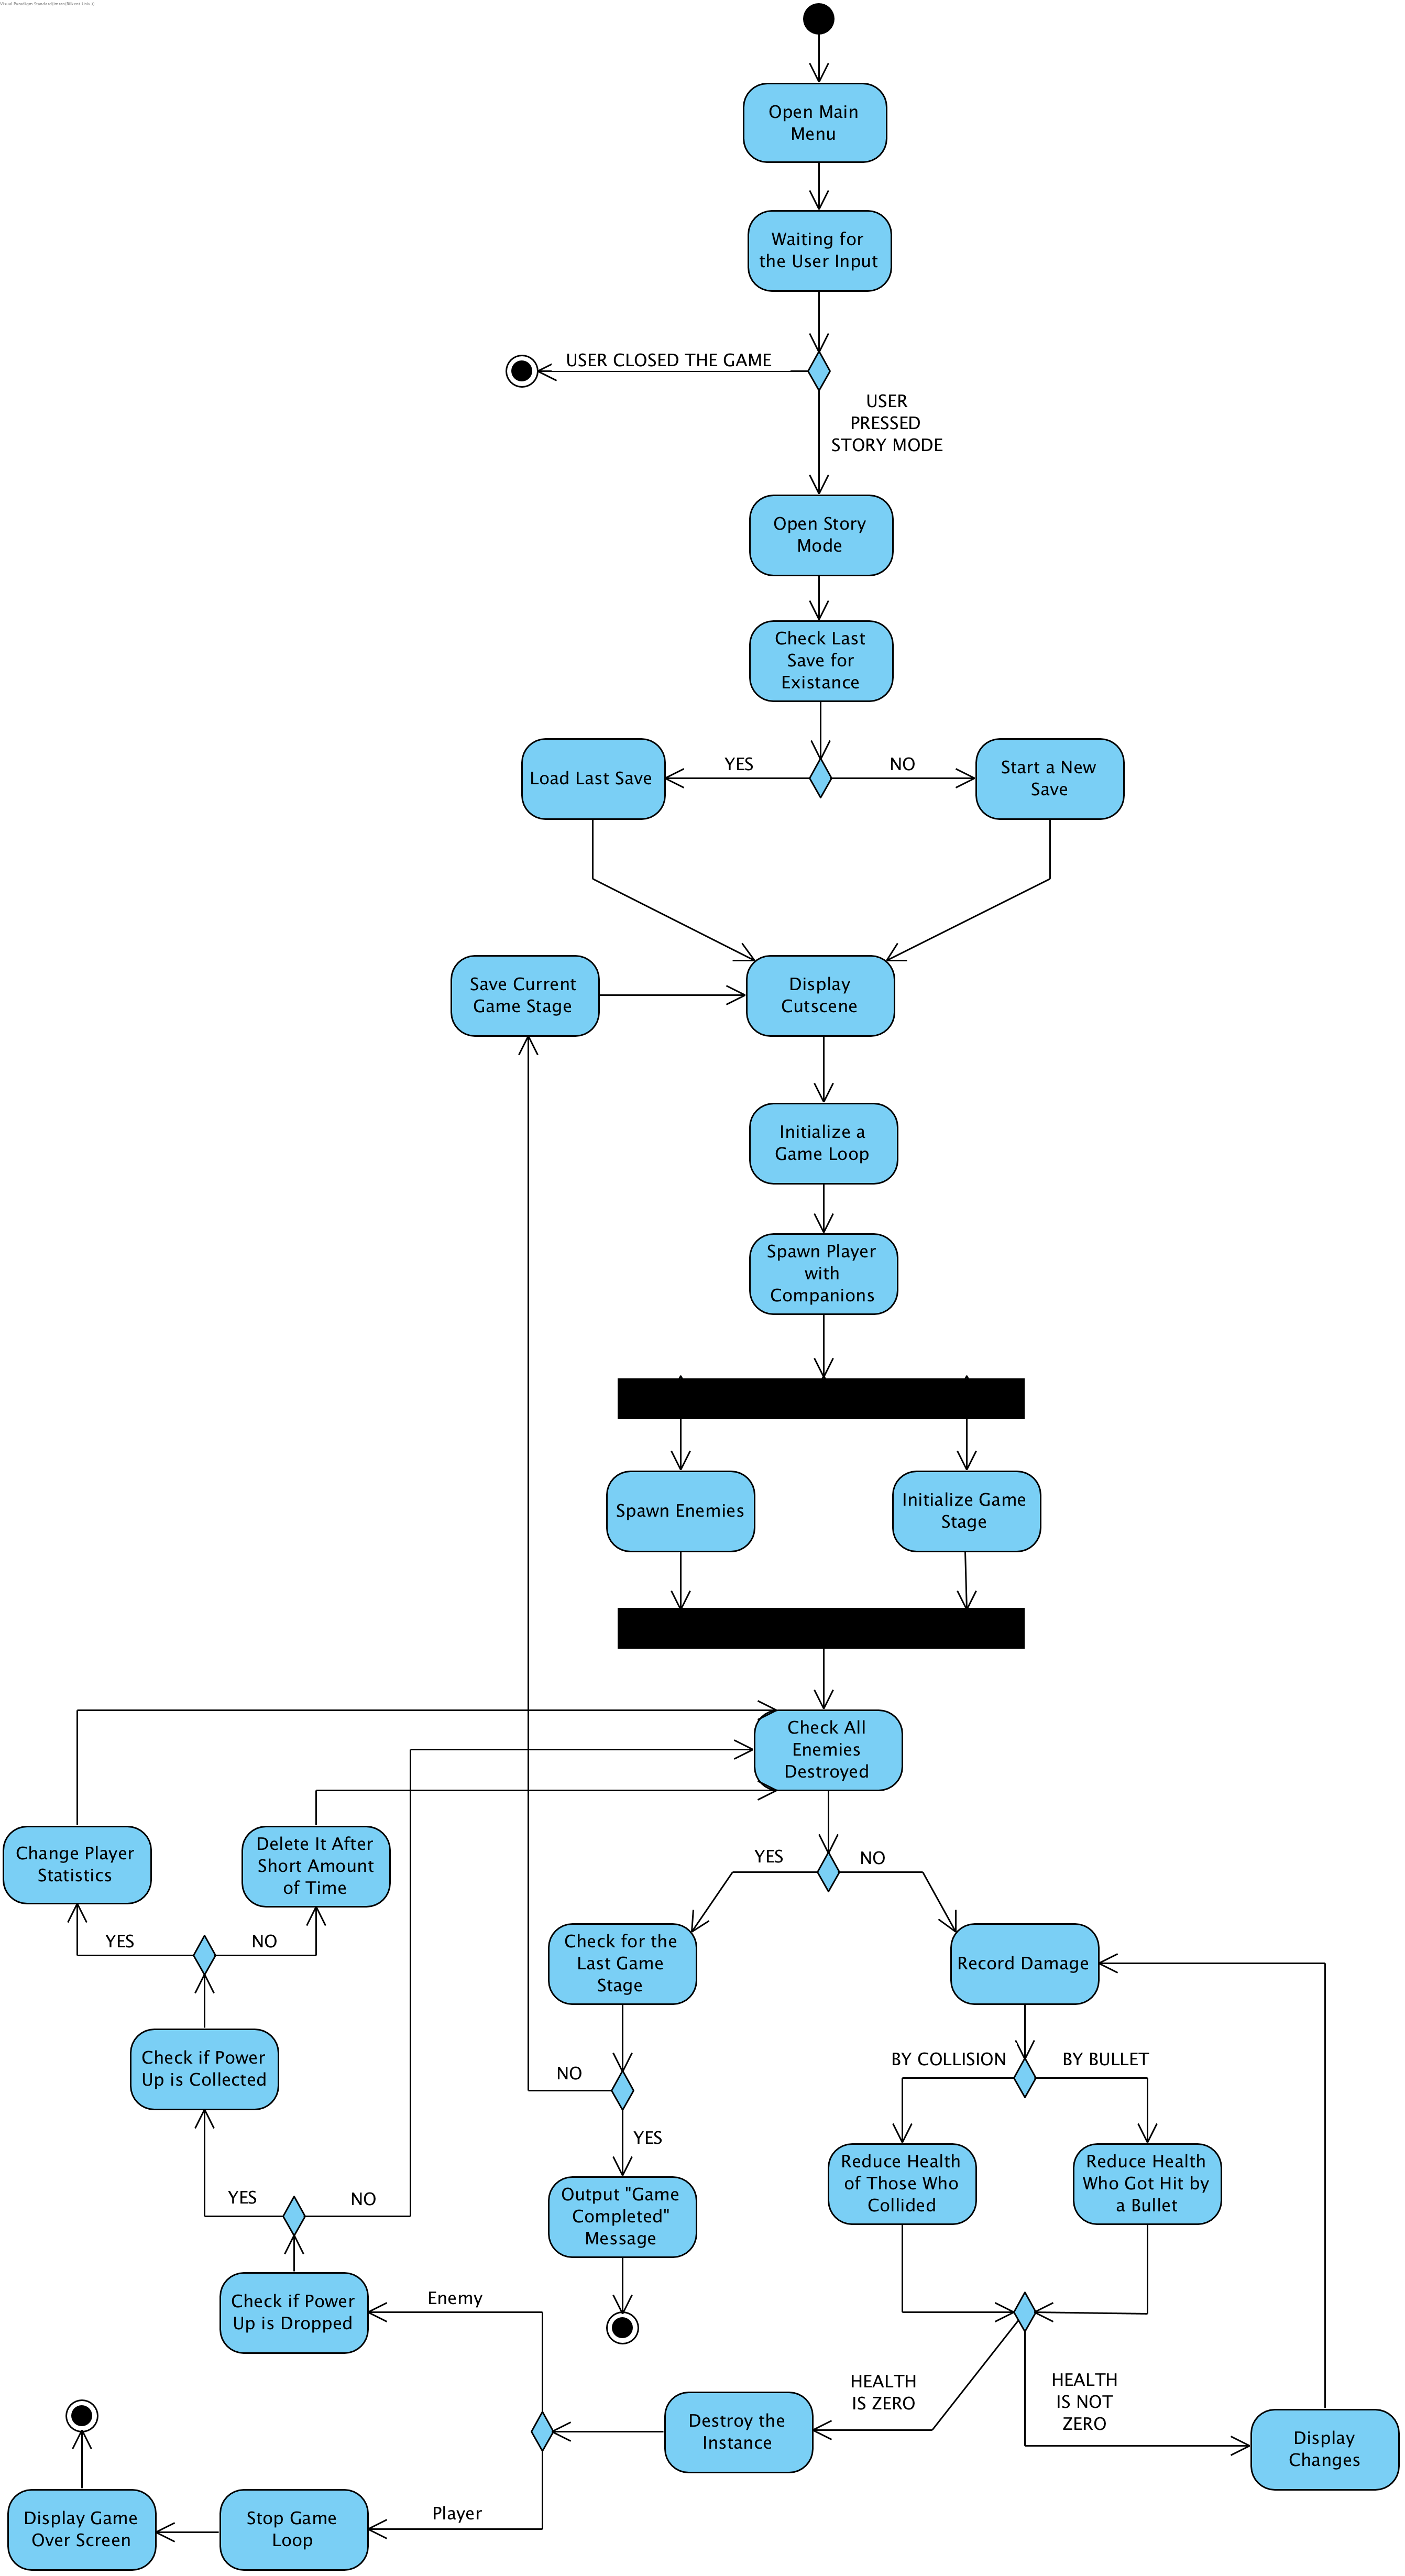 Open Main
Menu
Waiting for
the User Input
USER CLOSED THE GAME
USER
PRESSED
STORY MODE
Open Story
Mode
Check Last
Save for
Existance
YES
NO
Load Last Save
Start a New
Save
Save Current
Game Stage
Display
Cutscene
Initialize a
Game Loop
Spawn Player
with
Companions
Spawn Enemies
Initialize Game
Stage
Check All
Enemies
Destroyed
YES
NO
Change Player
Statistics
Delete It After
Short Amount
of Time
YES
NO
Check for the
Last Game
Stage
Record Damage
Check if Power
Up is Collected
NO
YES
BY COLLISION
BY BULLET
Reduce Health
of Those Who
Collided
Reduce Health
Who Got Hit by
a Bullet
YES
NO
Output "Game
Completed"
Message
Check if Power
Up is Dropped
Enemy
HEALTH
IS ZERO
HEALTH
IS NOT
ZERO
Destroy the
Instance
Display
Changes
Player
Stop Game
Loop
Display Game
Over Screen